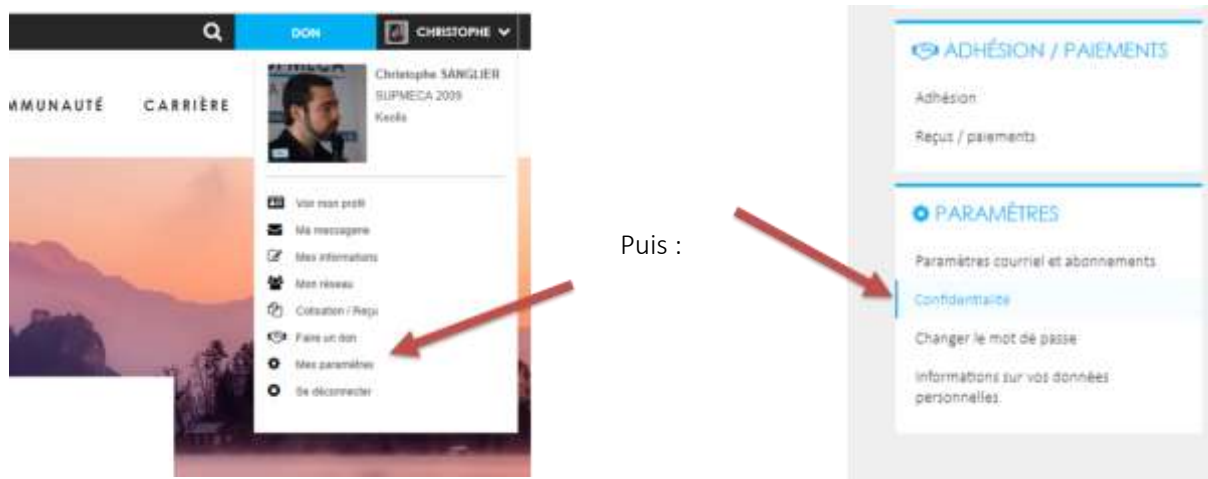 DON
CHRISTOPHE
MMUNAUTÉ
CARRIÈRE
Christophe SANGLIER
SUPMECA 2009
Keolis
Voir mon profil
Ma messagerie
Mes informations
Mon réseau
Cotisation / Reçu
Faire un don
Mes paramètres
Se déconnecter
Puis :
ADHÉSION / PAIEMENTS
Adhésion
Reçus / paiements
PARAMÈTRES
Paramètres courriel et abonnements
Confidentialité
Changer le mot de passe
Informations sur vos données
personnelles